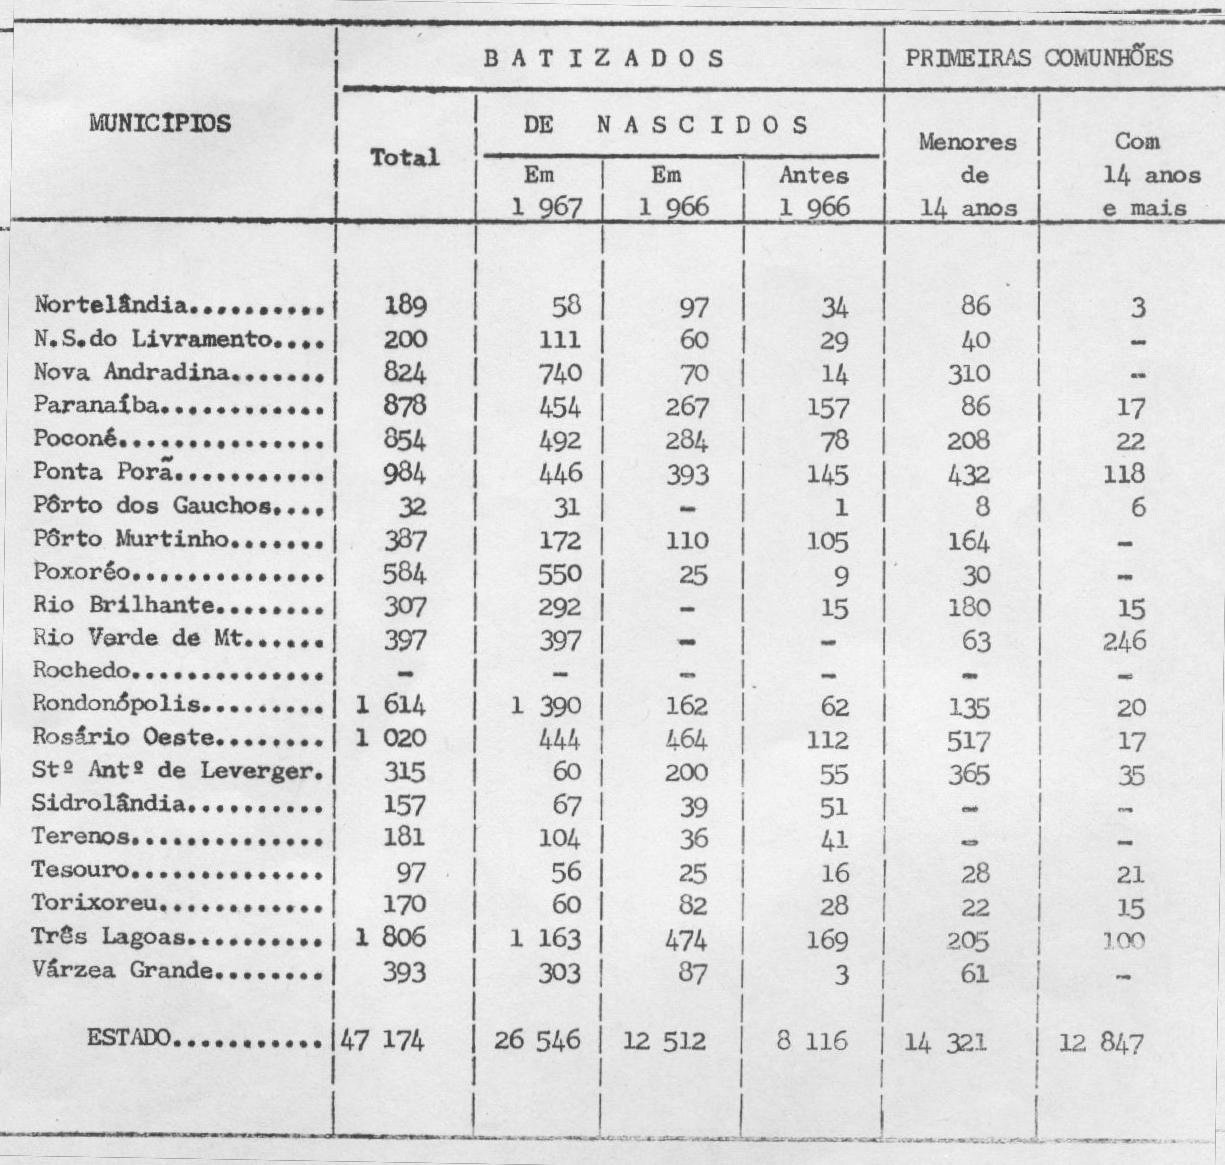 B A T I Z A D O S PRIMEIRAS COMUNHÕES
MUNICÍPIOS Total DE N A S C I D O S Menores de 14 anos Com 14 anos e mais
Em 1 967 Em 1 966 Antes 1 966
Nortelândia.......... 189 58 97 34 86 3
N.S.do Livramento.... 200 111 60 29 40 -
Nova Andradina....... 824 740 70 14 310 -
Paranaíba............ 878 454 267 157 86 17
Poconé............... 854 492 284 78 208 22
Ponta Porã........... 984 446 393 145 432 118
Pôrto dos Gauchos.... 32 31 - 1 8 6
Pôrto Murtinho....... 387 172 110 105 164 -
Poxoréo.............. 584 550 25 9 30 -
Rio Brilhante........ 307 292 - 15 180 15
Rio Verde de Mt...... 397 397 - - 63 246
Rochedo.............. - - - - - -
Rondonópolis......... 1 614 1 390 162 62 135 20
Rosário Oeste........ 1 020 444 464 112 517 17
Stº Antº de Leverger. 315 60 200 55 365 35
Sidrolândia.......... 157 67 39 51 - -
Terenos.............. 181 104 36 41 - -
Tesouro.............. 97 56 25 16 28 21
Torixoreu............ 170 60 82 28 22 15
Três Lagoas.......... 1 806 1 163 474 169 205 100
Várzea Grande........ 393 303 87 3 61 -
ESTADO........... 47 174 26 546 12 512 8 116 14 321 12 847